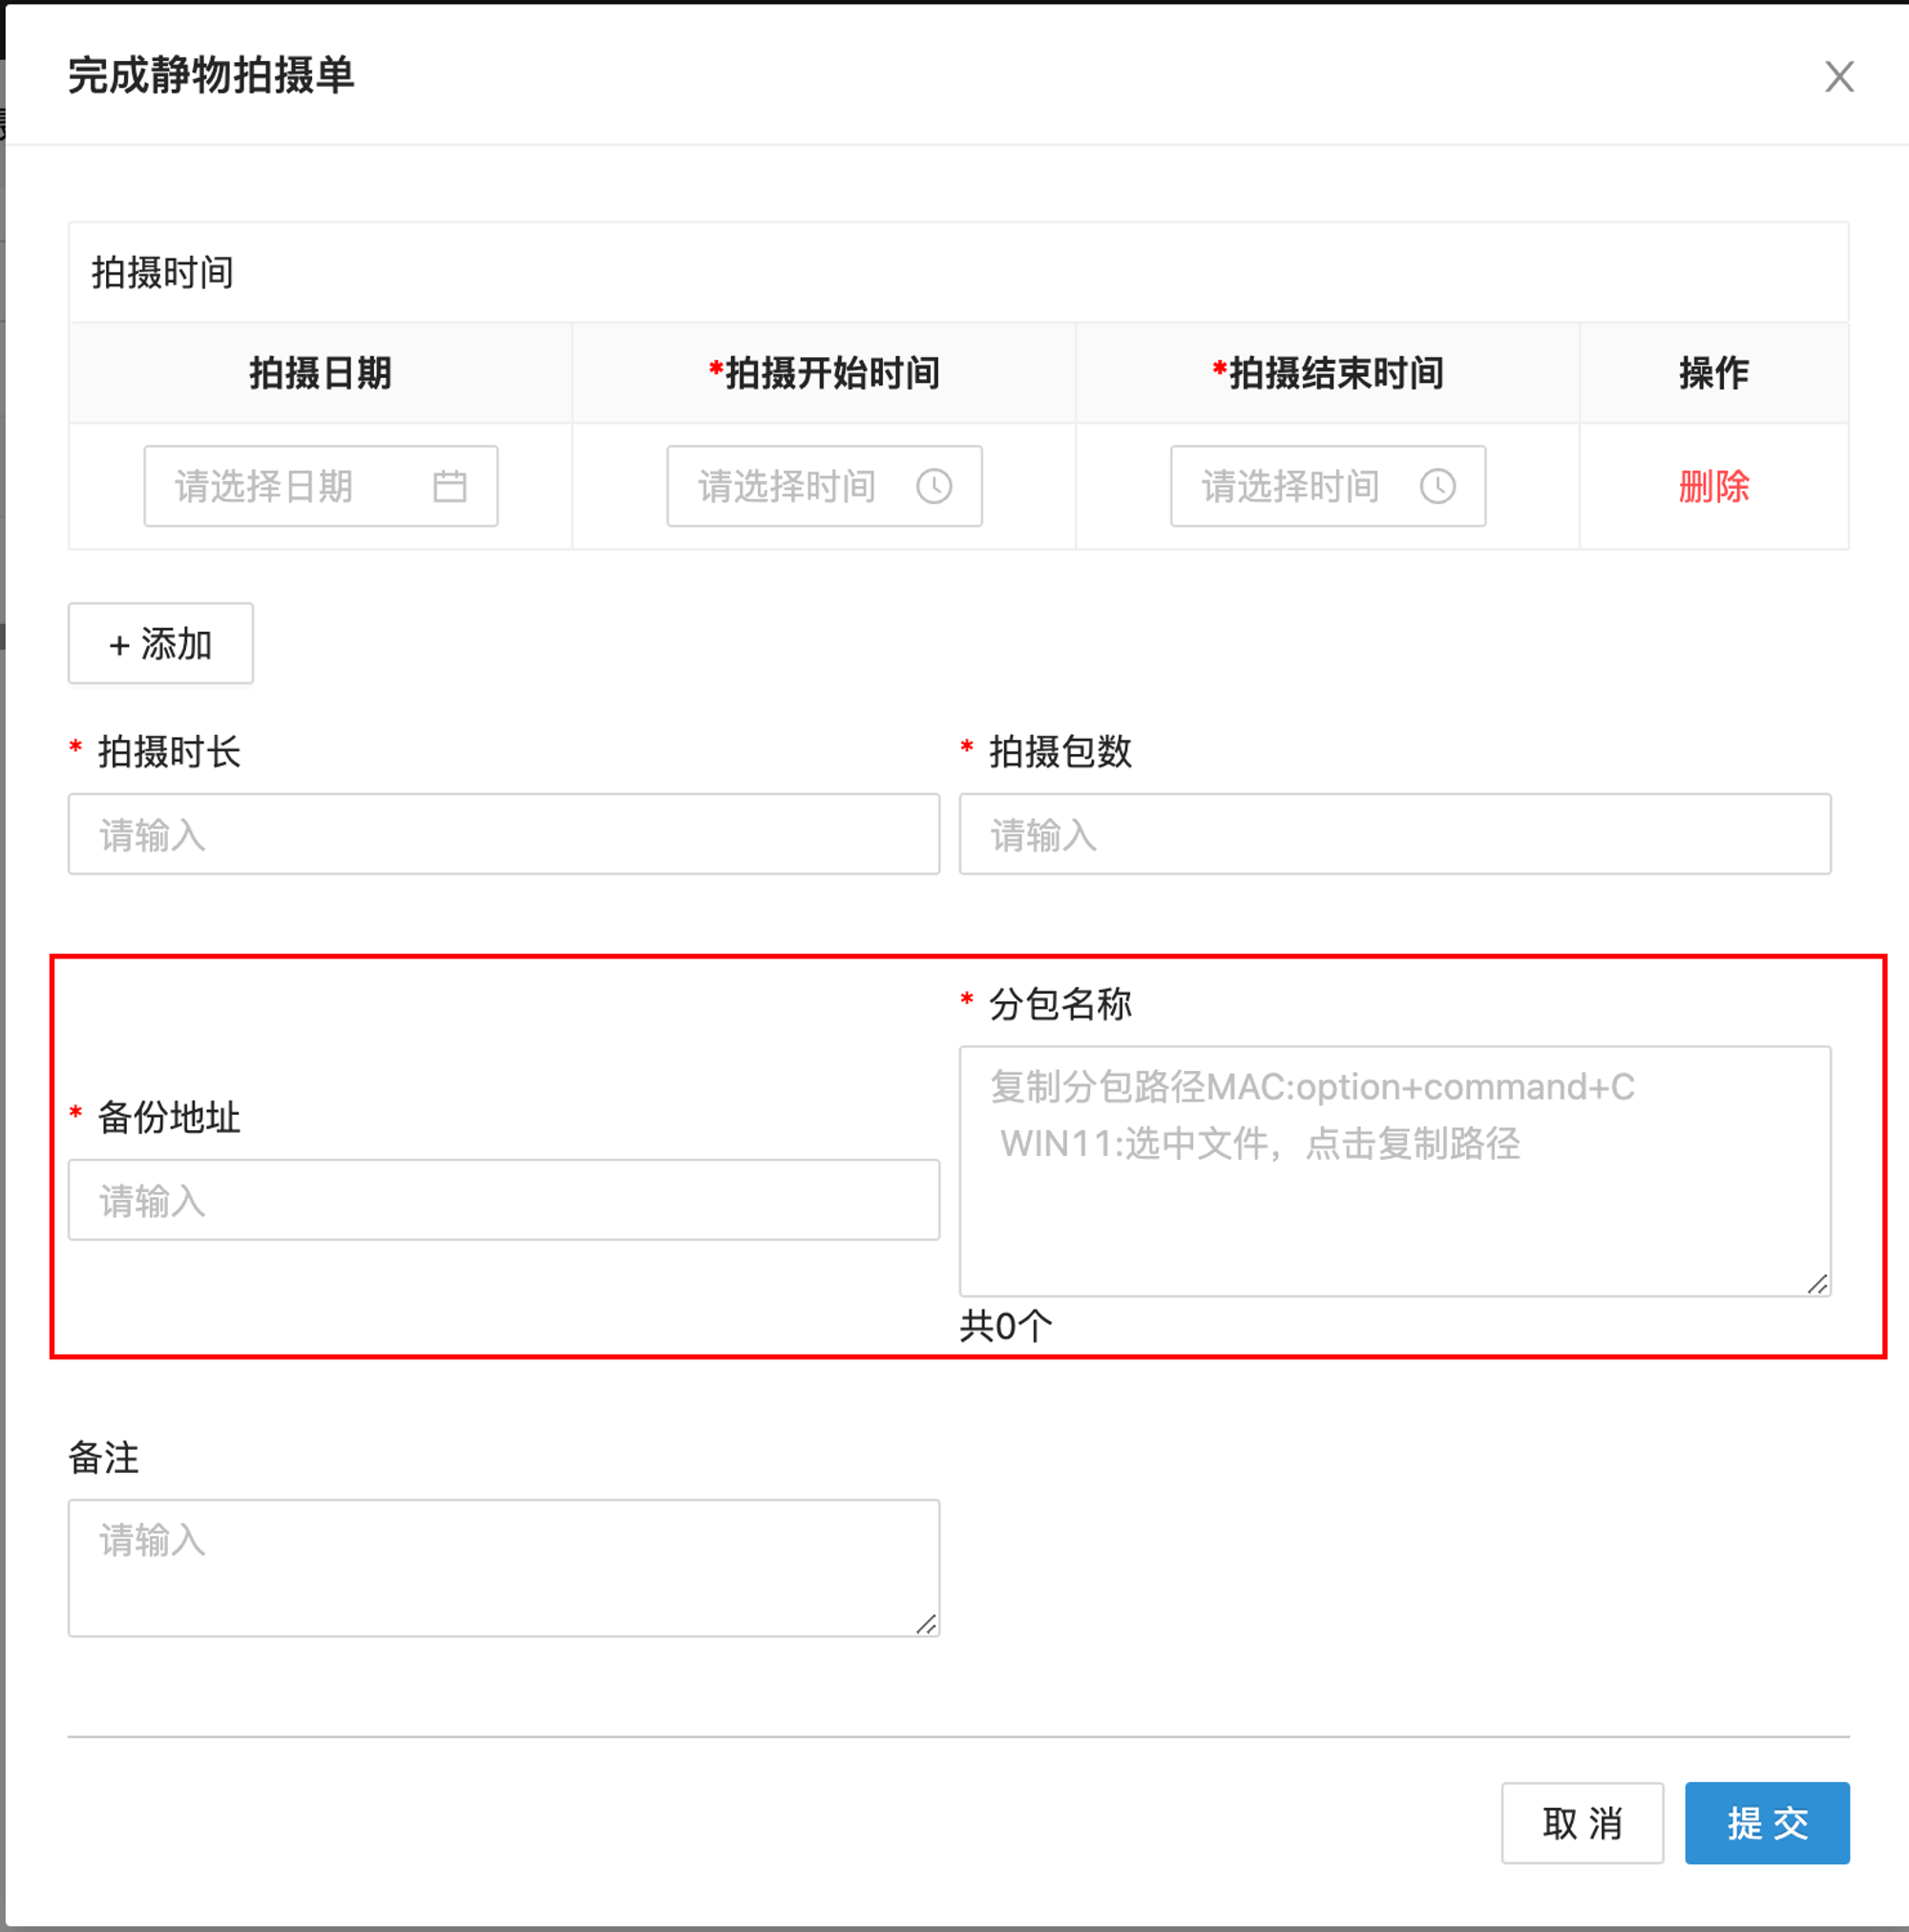 完成静物拍摄单
拍摄时间
拍摄日期
*拍摄开始时间
*拍摄结束时间
操作
请选择日期
请选择时间
请选择时间
删除
+ 添加
* 拍摄时长
* 拍摄包数
请输入
请输入
* 分包名称
复制分包路径MAC:option+command+C
WIN11:选中文件，点击复制路径
* 备份地址
请输入
共0个
备注
请输入
取 消
提 交